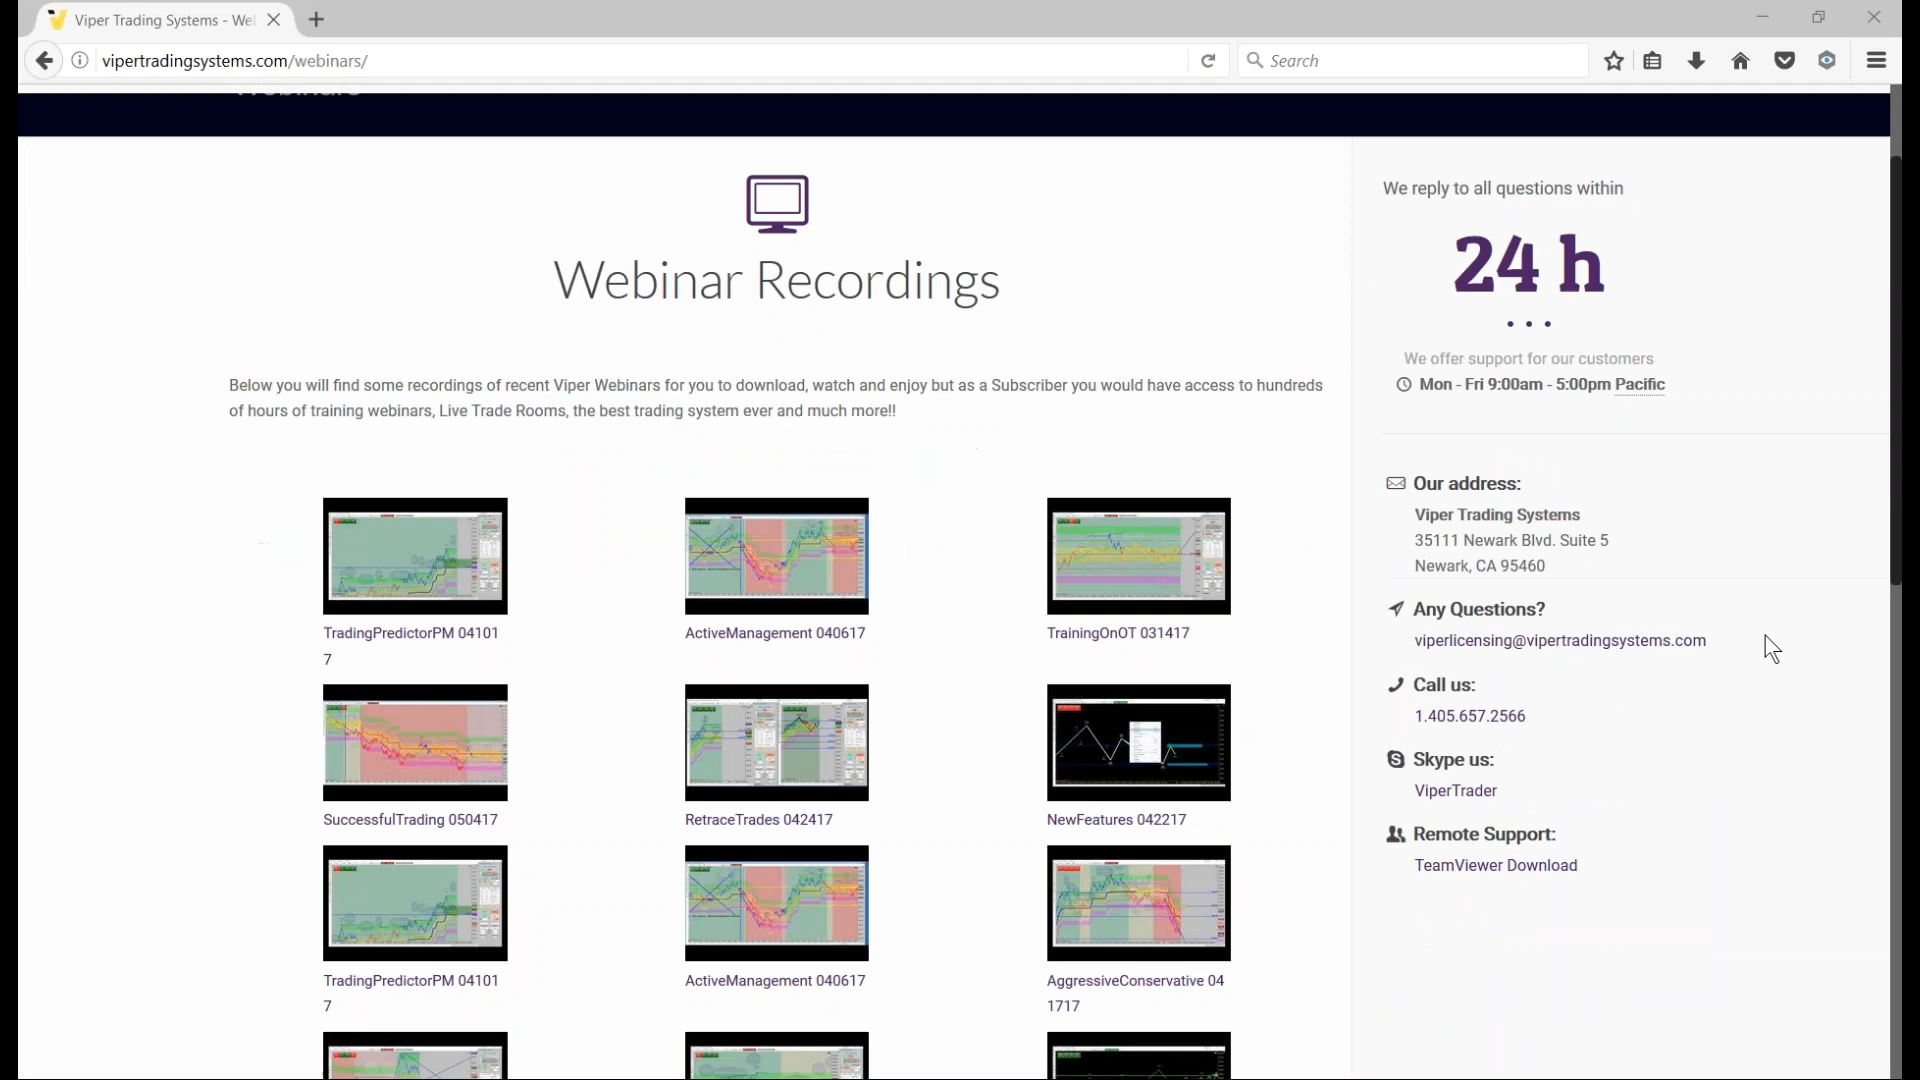 Viper Trading Systems - We
vipertradingsystems.com/webinars/
Search
Webinars
Webinar Recordings
Below you will find some recordings of recent Viper Webinars for you to download, watch and enjoy but as a Subscriber you would have access to hundreds
of hours of training webinars, Live Trade Rooms, the best trading system ever and much more!!
TradingPredictorPM 04101
7
ActiveManagement 040617
TrainingOnOT 031417
SuccessfulTrading 050417
RetraceTrades 042417
NewFeatures 042217
TradingPredictorPM 04101
7
ActiveManagement 040617
AggressiveConservative 04
1717
We reply to all questions within
24 h
We offer support for our customers
Mon - Fri 9:00am - 5:00pm Pacific
Our address:
Viper Trading Systems
35111 Newark Blvd. Suite 5
Newark, CA 95460
Any Questions?
viperlicensing@vipertradingsystems.com
Call us:
1.405.657.2566
Skype us:
ViperTrader
Remote Support:
TeamViewer Download